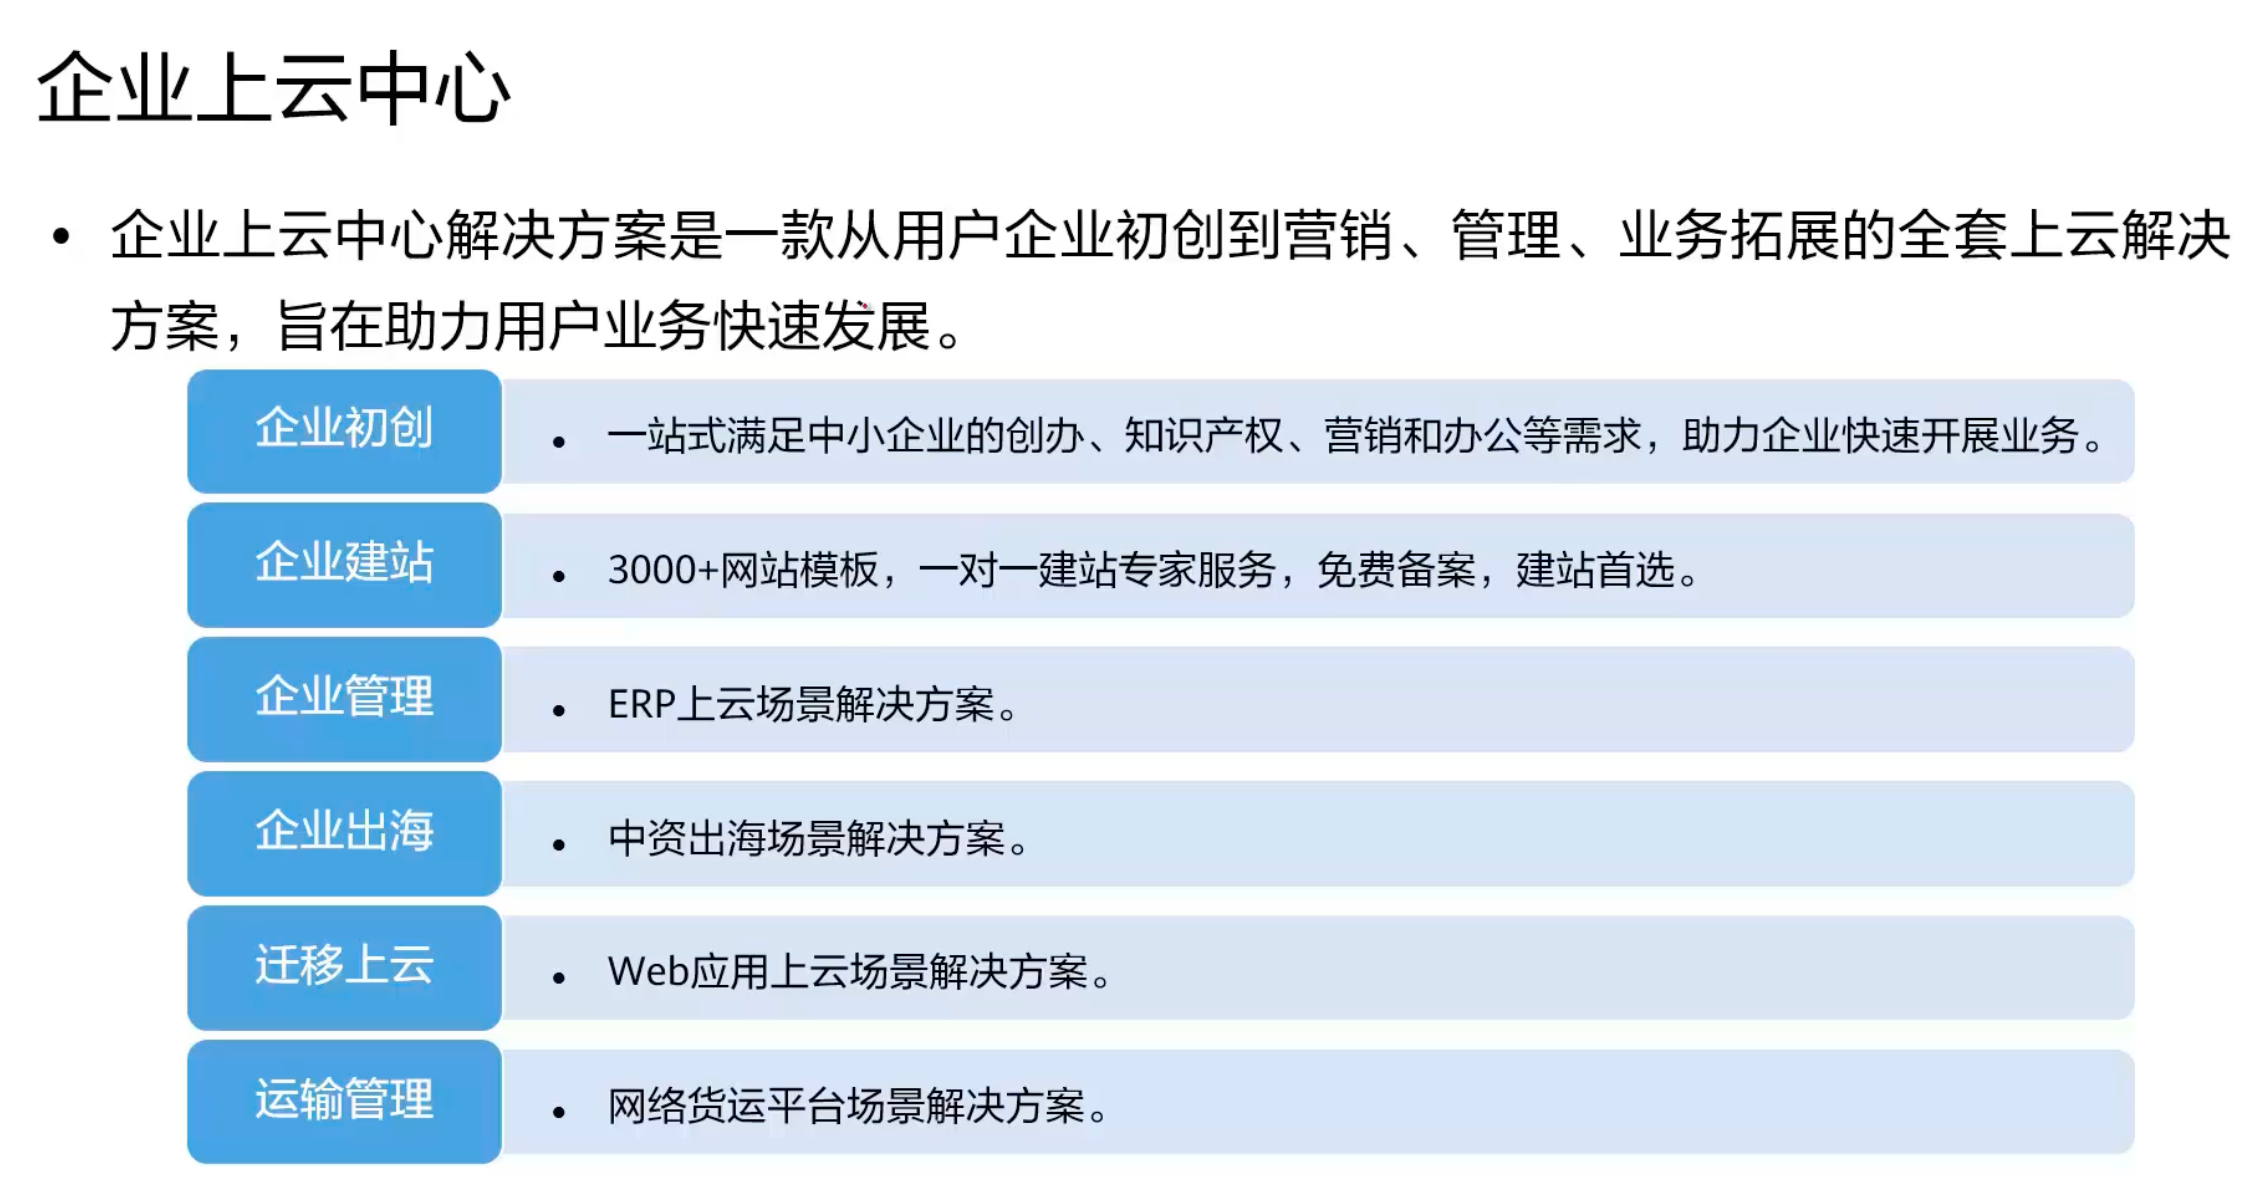 企业上云中心
• 企业上云中心解决方案是一款从用户企业初创到营销、管理、业务拓展的全套上云解决
方案，旨在助力用户业务快速发展。
企业初创
• 一站式满足中小企业的创办、知识产权、营销和办公等需求，助力企业快速开展业务。
企业建站
• 3000+网站模板，一对一建站专家服务，免费备案，建站首选。
企业管理
• ERP上云场景解决方案。
企业出海
• 中资出海场景解决方案。
迁移上云
• Web应用上云场景解决方案。
运输管理
• 网络货运平台场景解决方案。